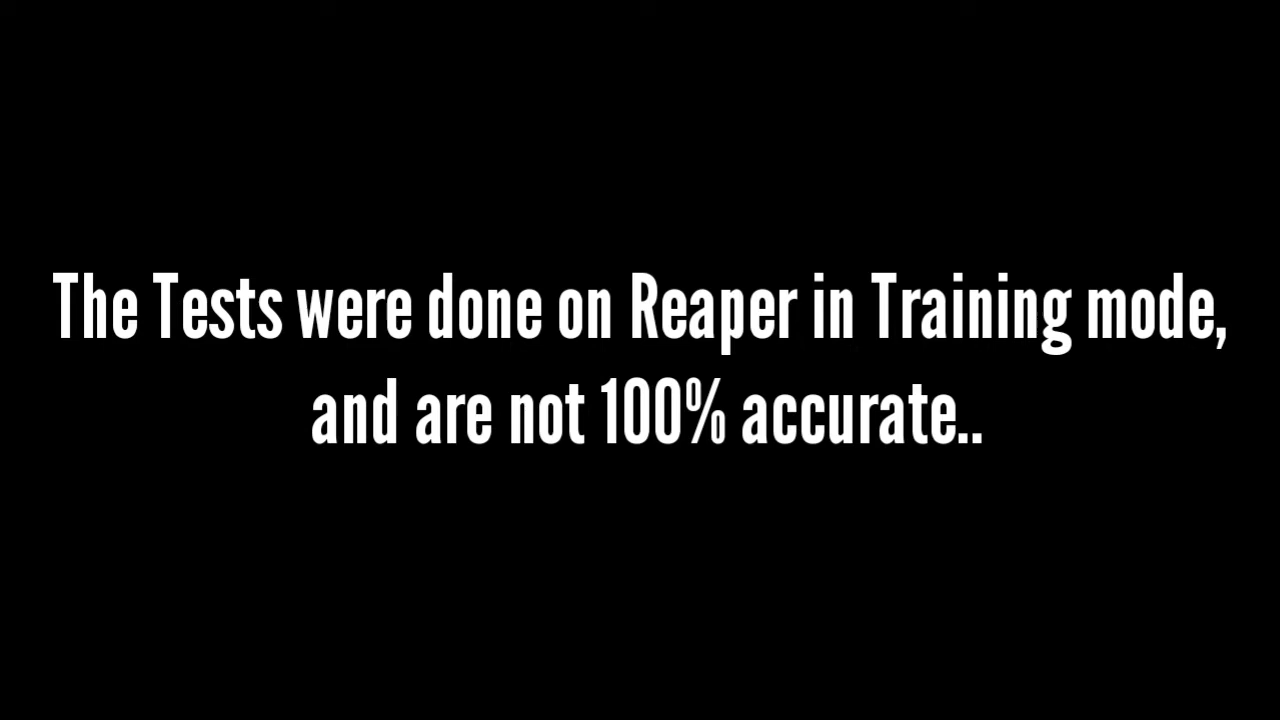 The Tests were done on Reaper in Training mode,
and are not 100% accurate..